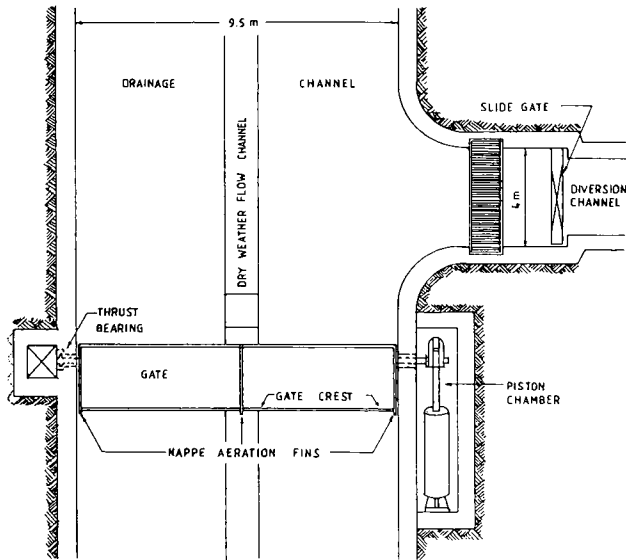 9.5 m
DRAINAGE CHANNEL
SLIDE GATE
DRY WEATHER FLOW CHANNEL
4 m
DIVERSION
CHANNEL
THRUST
BEARING
GATE
GATE CREST
PISTON
CHAMBER
NAPPE AERATION FINS